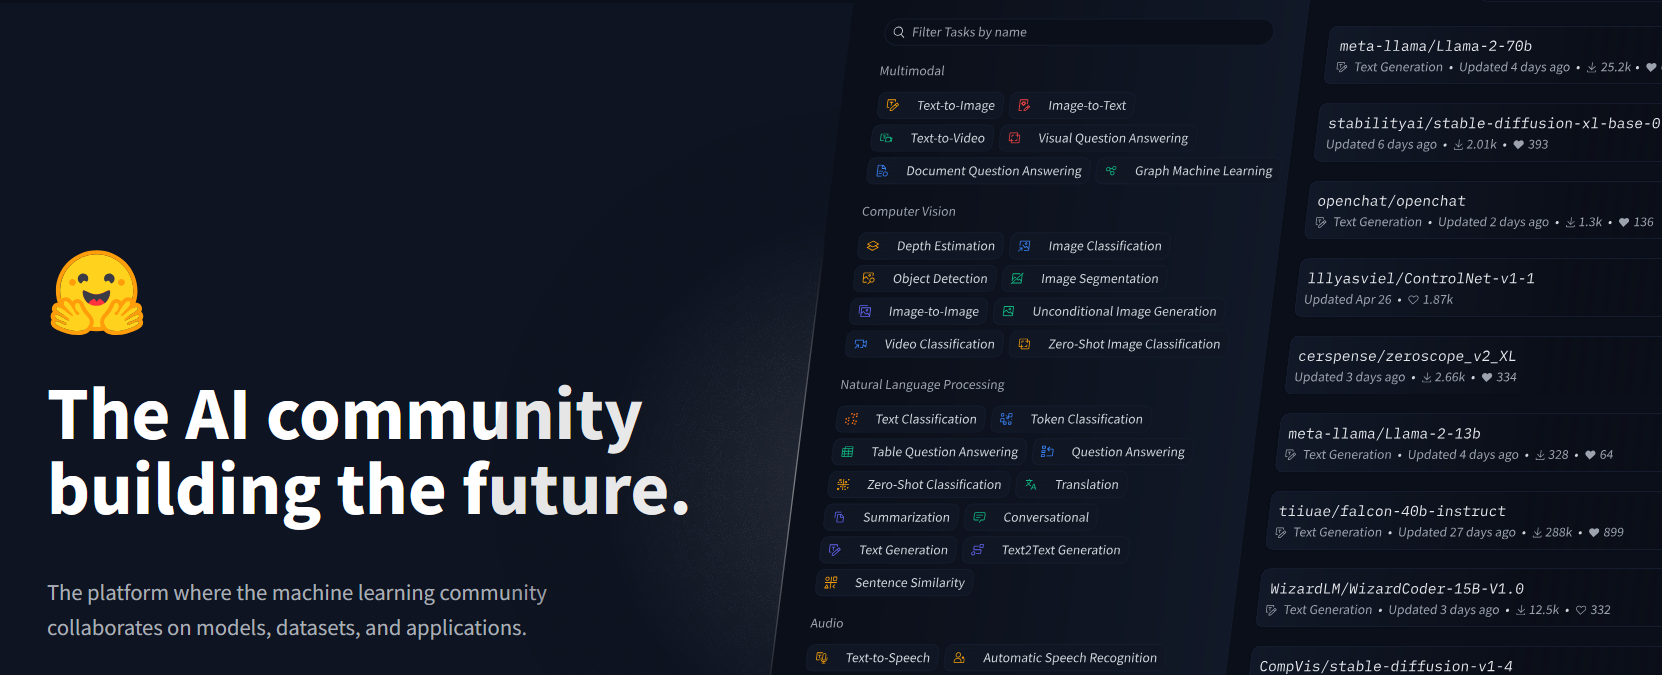 The AI community
building the future.
The platform where the machine learning community
collaborates on models, datasets, and applications.
Filter Tasks by name
Multimodal
Text-to-Image Image-to-Text
Text-to-Video Visual Question Answering
Document Question Answering Graph Machine Learning
Computer Vision
Depth Estimation Image Classification
Object Detection Image Segmentation
Image-to-Image Unconditional Image Generation
Video Classification Zero-Shot Image Classification
Natural Language Processing
Text Classification Token Classification
Table Question Answering Question Answering
Zero-Shot Classification Translation
Summarization Conversational
Text Generation Text2Text Generation
Sentence Similarity
Audio
Text-to-Speech Automatic Speech Recognition
meta-llama/Llama-2-70b
Text Generation • Updated 4 days ago • 25.2k •
stabilityai/stable-diffusion-xl-base-0
Updated 6 days ago • 2.01k • 393
openchat/openchat
Text Generation • Updated 2 days ago • 1.3k • 136
lllyasviel/ControlNet-v1-1
Updated Apr 26 • 1.87k
cerspense/zeroscope_v2_XL
Updated 3 days ago • 2.66k • 334
meta-llama/Llama-2-13b
Text Generation • Updated 4 days ago • 328 • 64
tiiuae/falcon-40b-instruct
Text Generation • Updated 27 days ago • 288k • 899
WizardLM/WizardCoder-15B-V1.0
Text Generation • Updated 3 days ago • 12.5k • 332
CompVis/stable-diffusion-v1-4